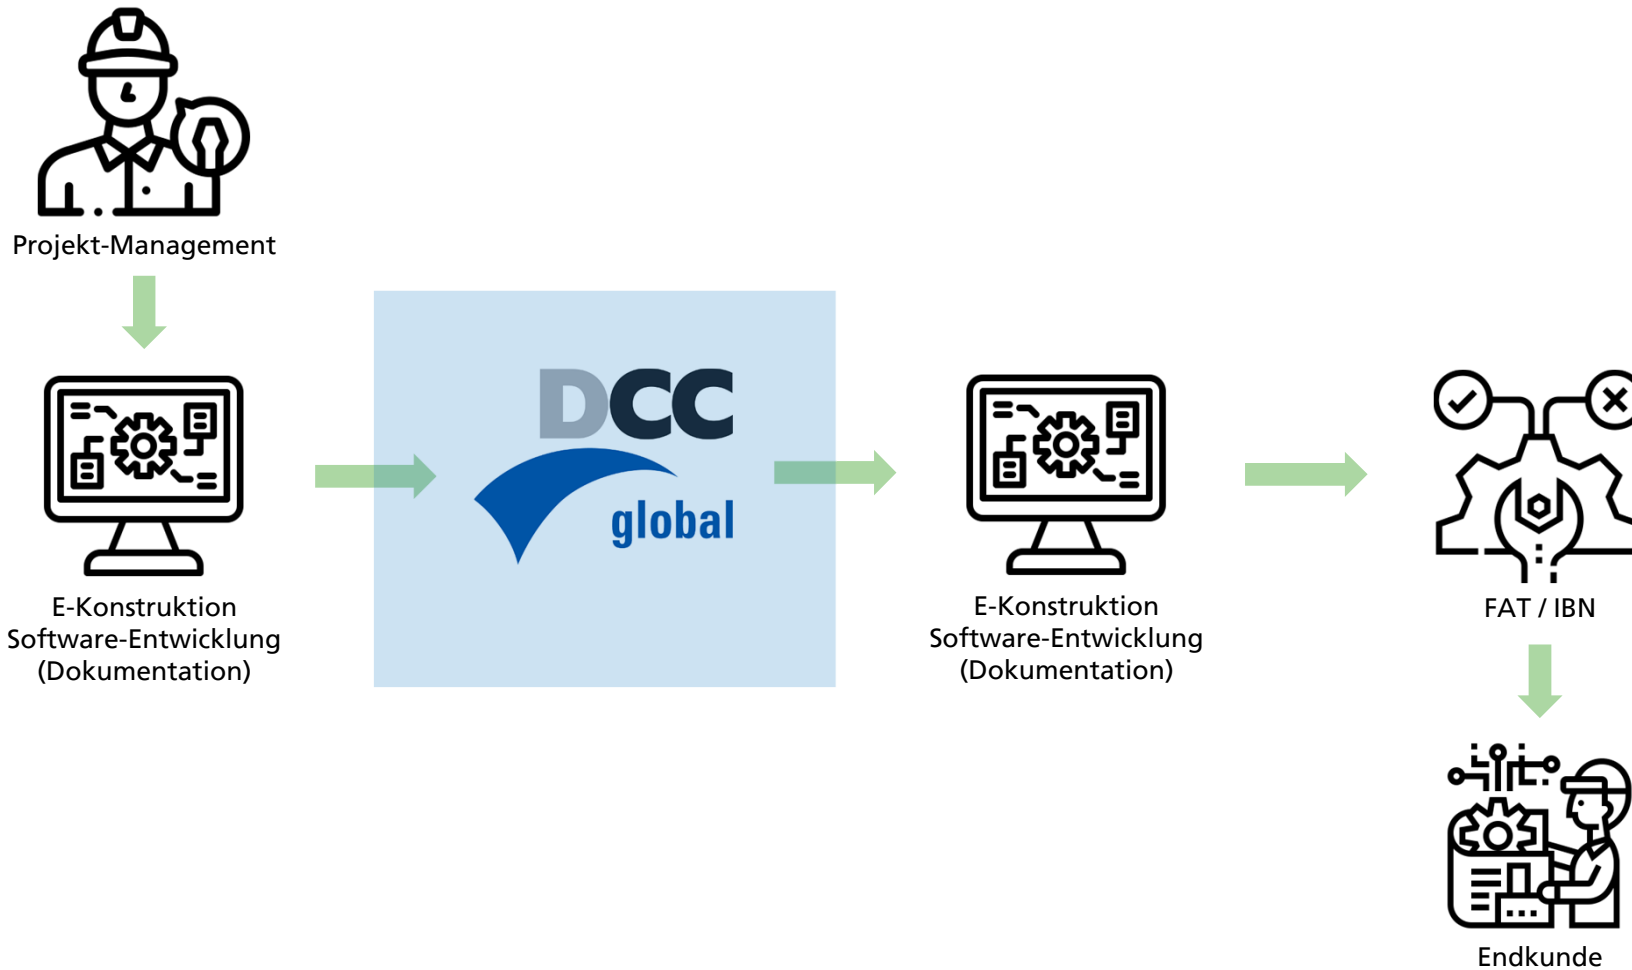 Projekt-Management
E-Konstruktion
Software-Entwicklung
(Dokumentation)
DCC
global
E-Konstruktion
Software-Entwicklung
(Dokumentation)
FAT / IBN
Endkunde